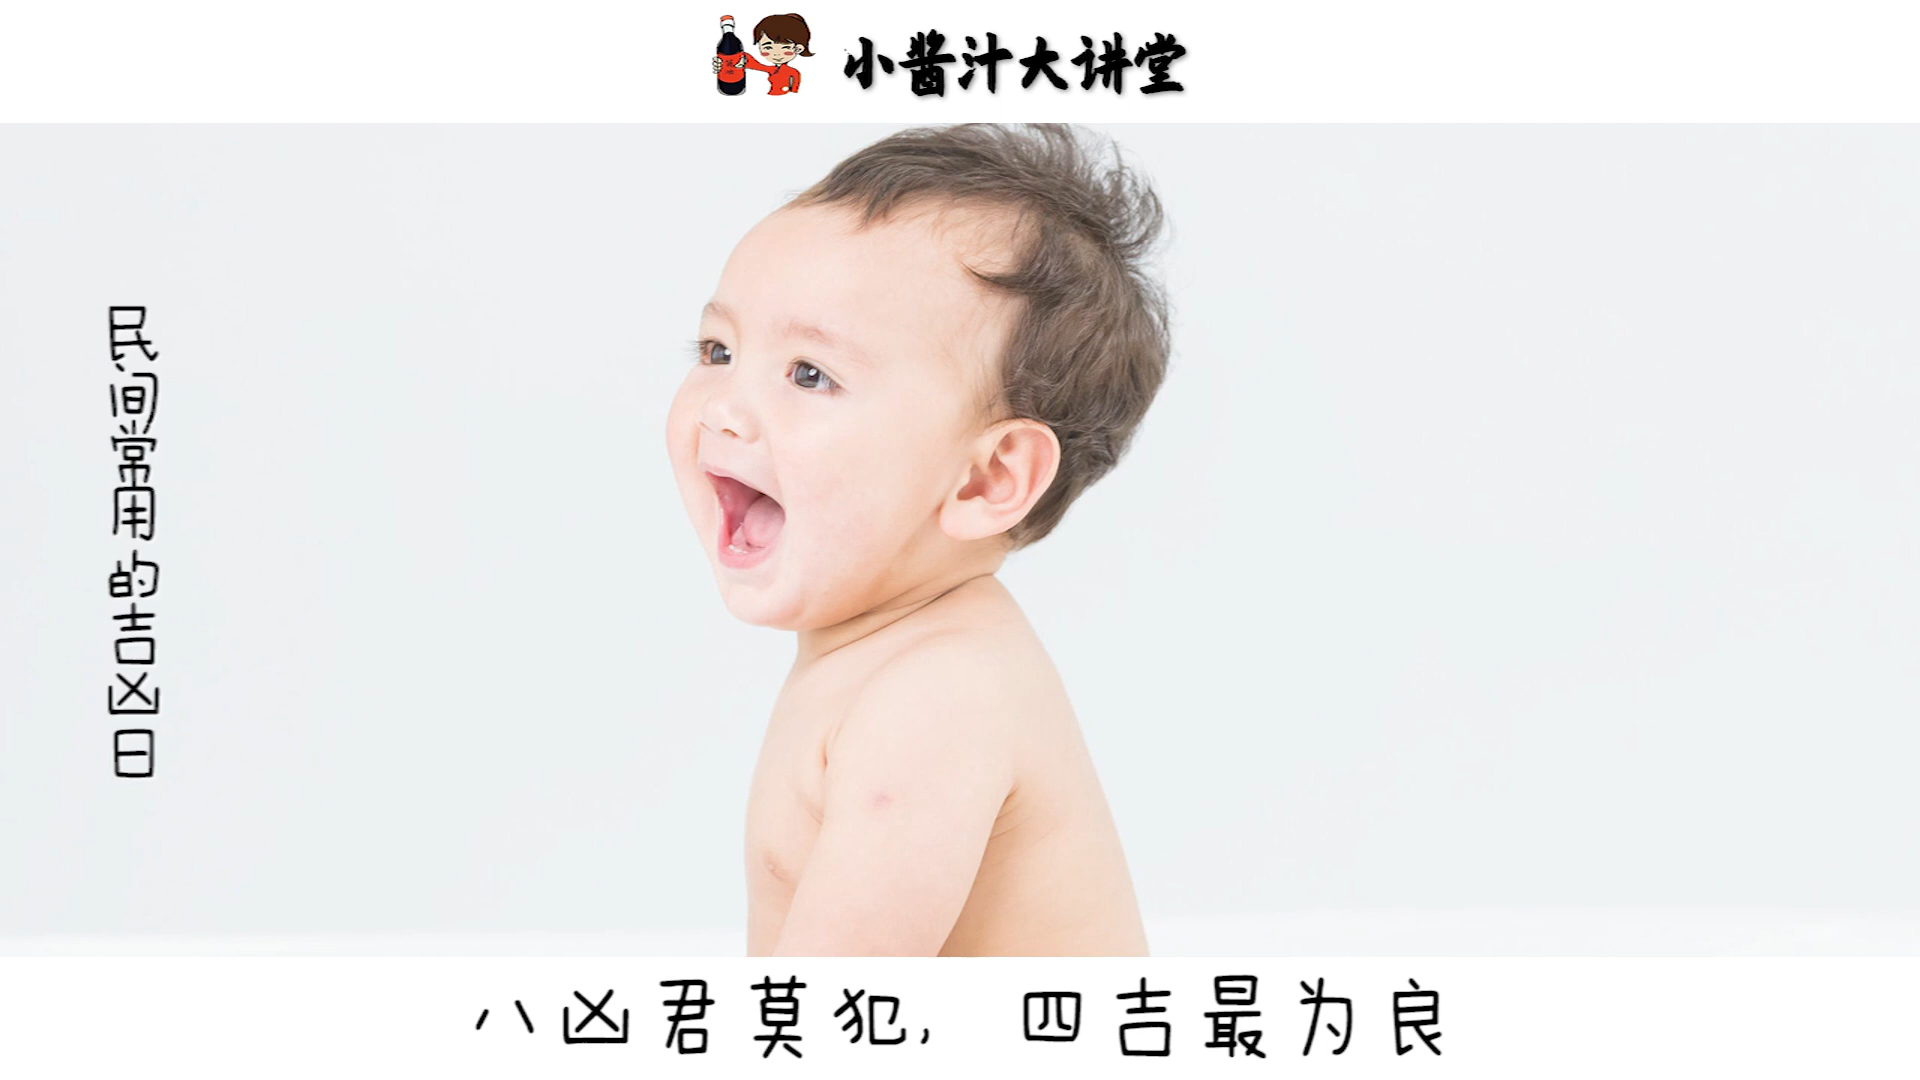 小酱汁大讲堂
民间常用的吉凶日
八凶君莫犯，四吉最为良